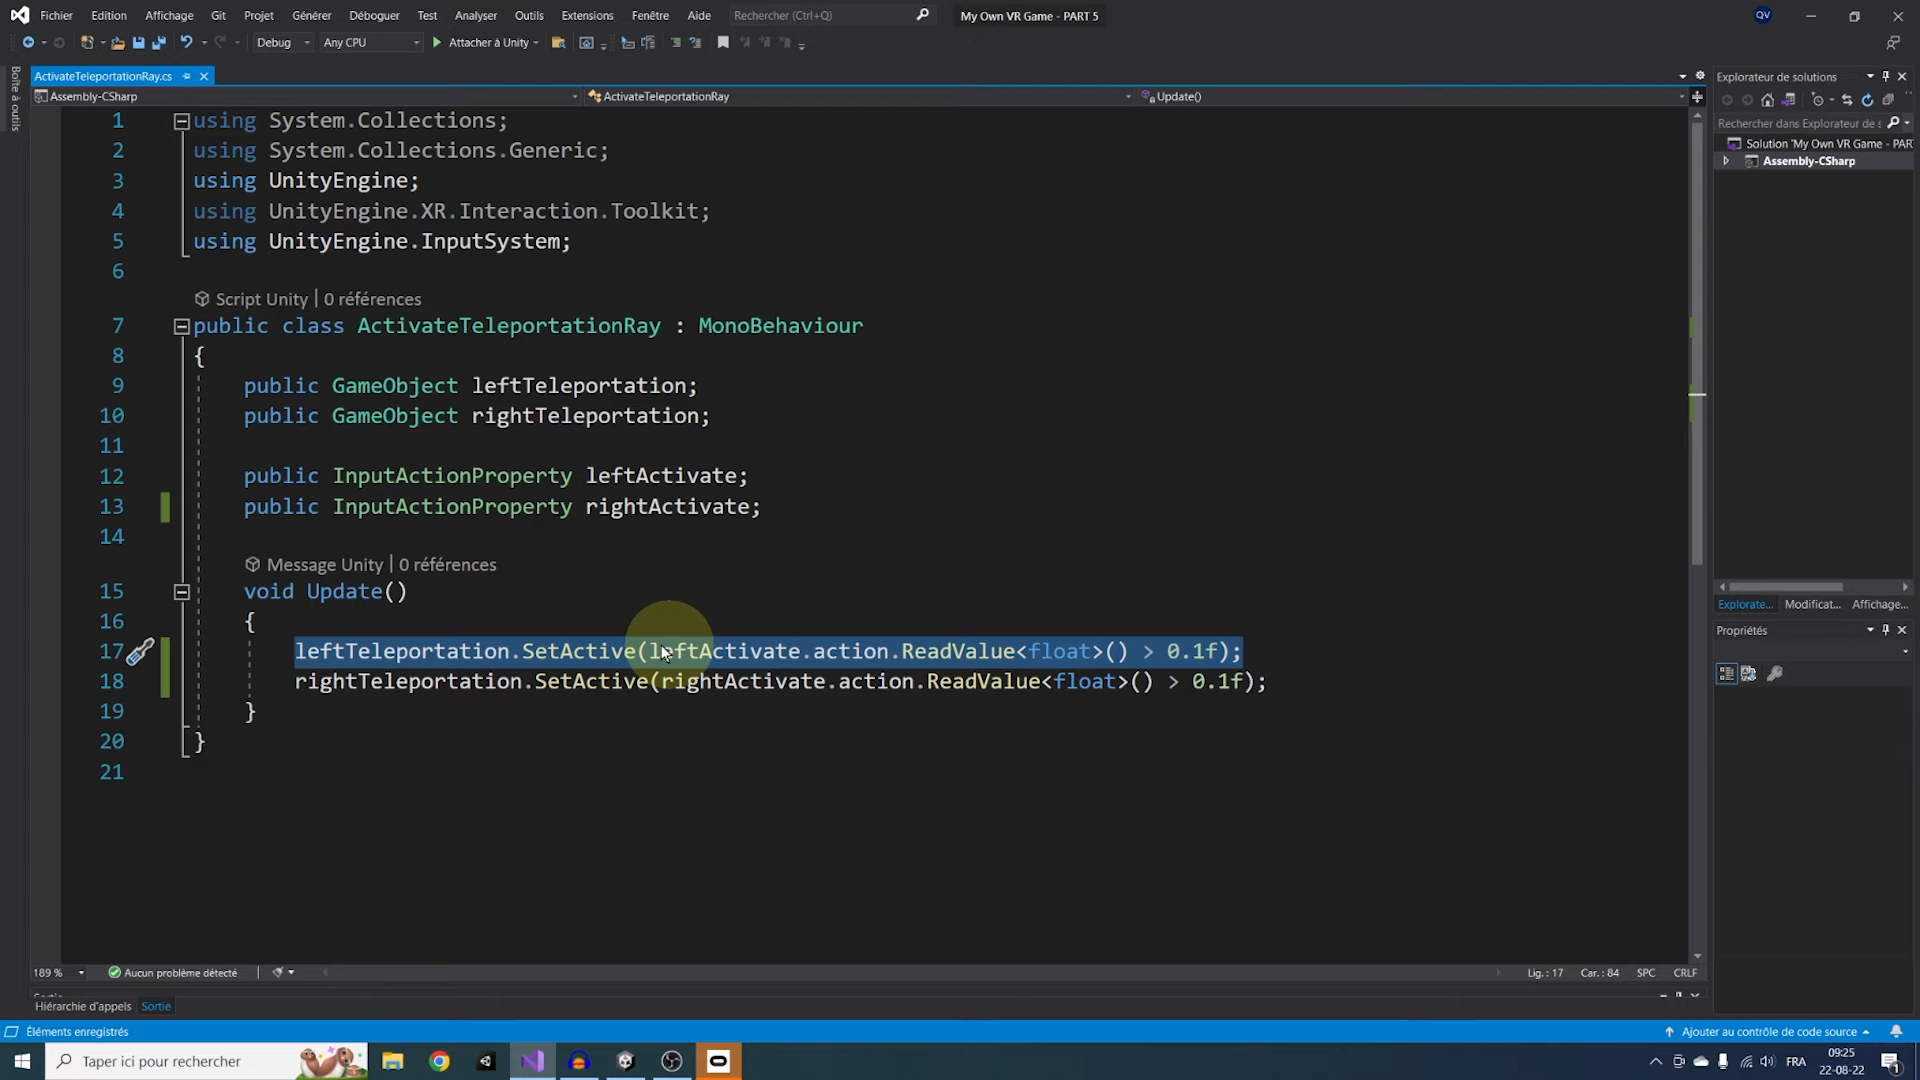 Fichier Edition Affichage Git Projet Générer Déboguer Test Analyser Outils Extensions Fenêtre Aide Rechercher (Ctrl+Q) My Own VR Game - PART 5 QV
Debug Any CPU Attacher à Unity
Boîte à outils
ActivateTeleportationRay.cs
Assembly-CSharp ActivateTeleportationRay Update()
1 using System.Collections;
2 using System.Collections.Generic;
3 using UnityEngine;
4 using UnityEngine.XR.Interaction.Toolkit;
5 using UnityEngine.InputSystem;
6
Script Unity | 0 références
7 public class ActivateTeleportationRay : MonoBehaviour
8 {
9 public GameObject leftTeleportation;
10 public GameObject rightTeleportation;
11
12 public InputActionProperty leftActivate;
13 public InputActionProperty rightActivate;
14
Message Unity | 0 références
15 void Update()
16 {
17 leftTeleportation.SetActive(leftActivate.action.ReadValue<float>() > 0.1f);
18 rightTeleportation.SetActive(rightActivate.action.ReadValue<float>() > 0.1f);
19 }
20 }
21
189 % Aucun problème détecté Lig. : 17 Car. : 84 SPC CRLF
Hiérarchie d'appels Sortie
Éléments enregistrés Ajouter au contrôle de code source
Explorateur de solutions
Rechercher dans Explorateur de s
Solution 'My Own VR Game - PAR
Assembly-CSharp
Explorate... Modificat... Affichage...
Propriétés
Taper ici pour rechercher FRA 09:25
22-08-22 1